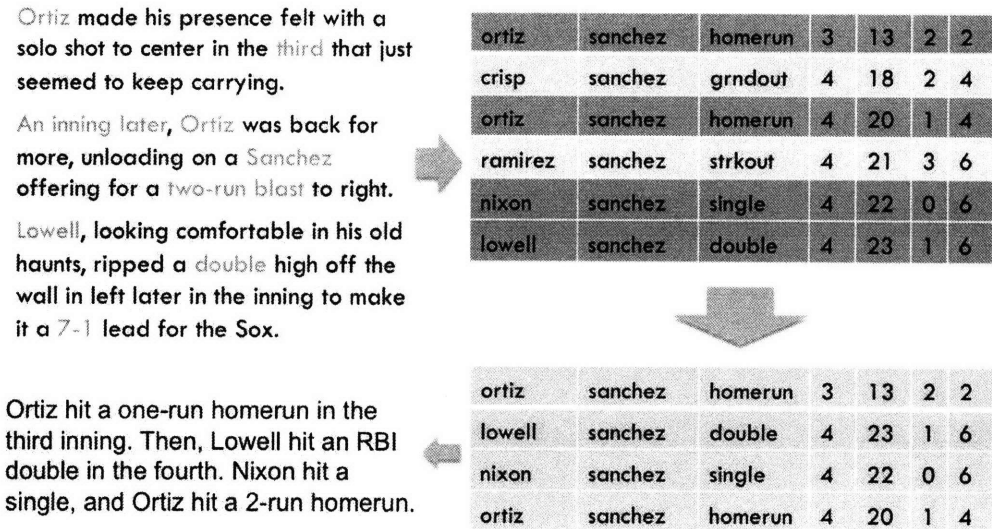 Ortiz made his presence felt with a
solo shot to center in the third that just
seemed to keep carrying.
An inning later, Ortiz was back for
more, unloading on a Sanchez
offering for a two-run blast to right.
Lowell, looking comfortable in his old
haunts, ripped a double high off the
wall in left later in the inning to make
it a 7-1 lead for the Sox.
ortiz sanchez homerun 3 13 2 2
crisp sanchez grndout 4 18 2 4
ortiz sanchez homerun 4 20 1 4
ramirez sanchez strkout 4 21 3 6
nixon sanchez single 4 22 0 6
lowell sanchez double 4 23 1 6
ortiz sanchez homerun 3 13 2 2
lowell sanchez double 4 23 1 6
nixon sanchez single 4 22 0 6
ortiz sanchez homerun 4 20 1 4
Ortiz hit a one-run homerun in the
third inning. Then, Lowell hit an RBI
double in the fourth. Nixon hit a
single, and Ortiz hit a 2-run homerun.